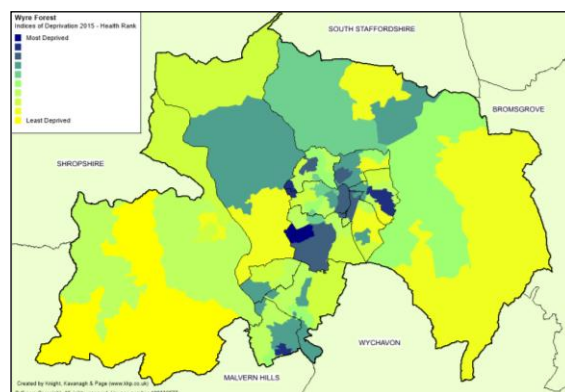 Wyre Forest
Indices of Deprivation 2015 - Health Rank
Most Deprived
Least Deprived
SOUTH STAFFORDSHIRE
BROMSGROVE
SHROPSHIRE
WYCHAVON
MALVERN HILLS
Created by Knight, Kavanagh & Page (www.kkp.co.uk)